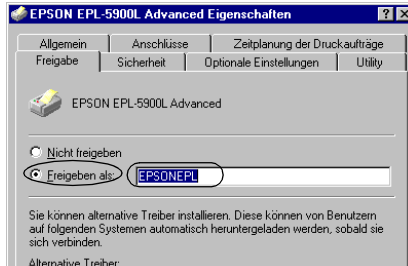 EPSON EPL-5900L Advanced Eigenschaften
Allgemein Anschlüsse Zeitplanung der Druckaufträge
Freigabe Sicherheit Optionale Einstellungen Utility
EPSON EPL-5900L Advanced
Nicht freigeben
Freigeben als: EPSONEPL
Sie können alternative Treiber installieren. Diese können von Benutzern
auf folgenden Systemen automatisch heruntergeladen werden, sobald sie
sich verbinden.
Alternative Treiber: